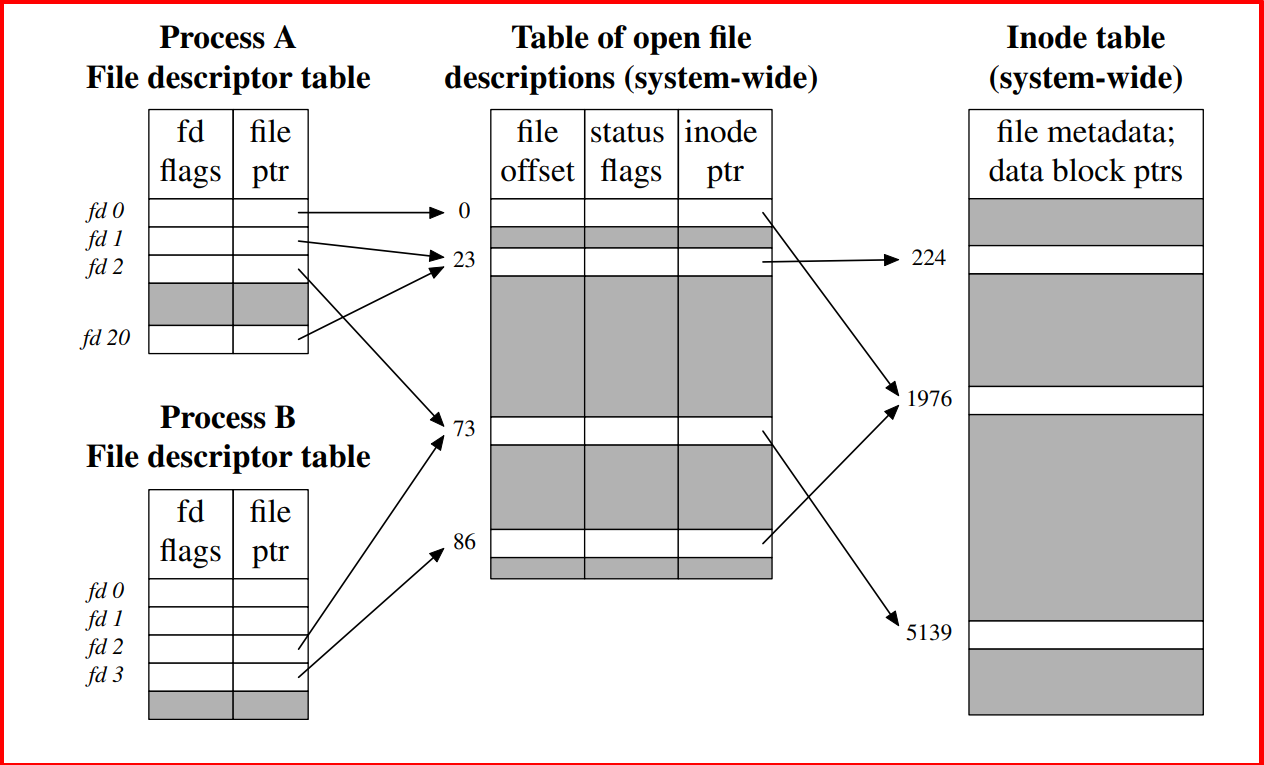 Process A
File descriptor table
fd file
flags ptr
fd 0
fd 1
fd 2
fd 20
Process B
File descriptor table
fd file
flags ptr
fd 0
fd 1
fd 2
fd 3
Table of open file
descriptions (system-wide)
file status inode
offset flags ptr
0
23
73
86
Inode table
(system-wide)
file metadata;
data block ptrs
224
1976
5139